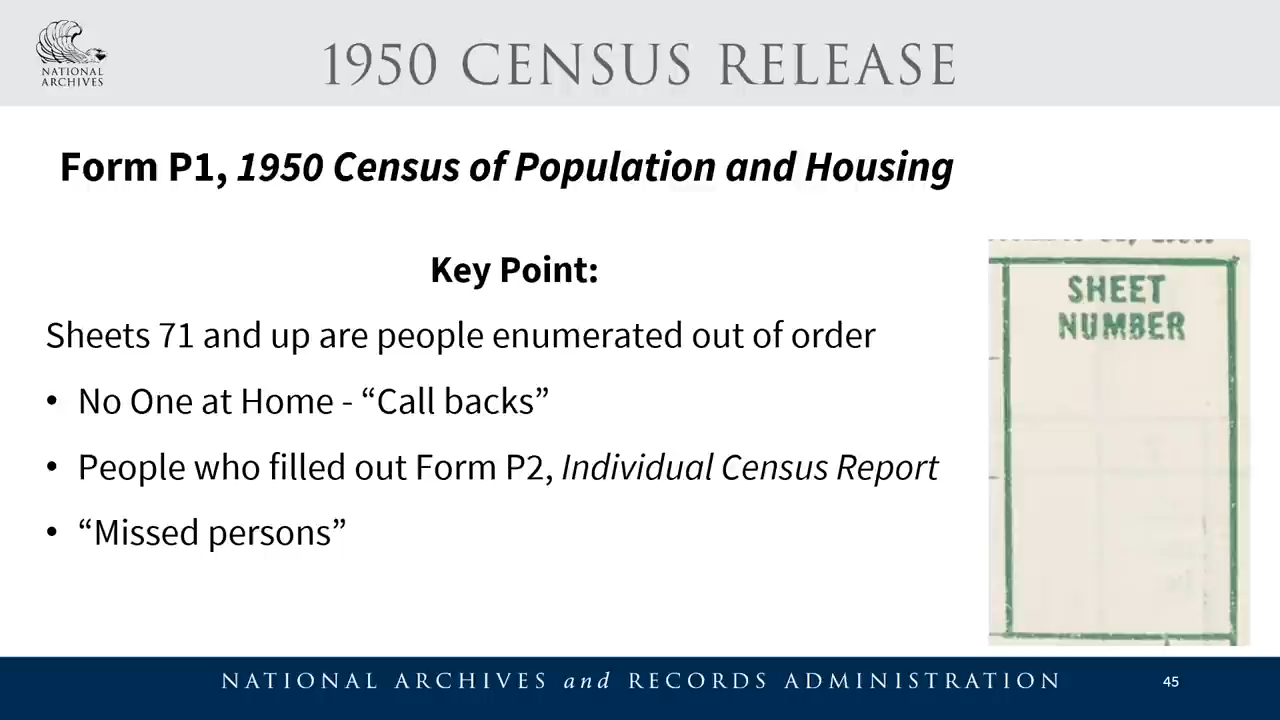 NATIONAL
ARCHIVES
1950 CENSUS RELEASE
Form P1, 1950 Census of Population and Housing
Key Point:
Sheets 71 and up are people enumerated out of order
• No One at Home - “Call backs”
• People who filled out Form P2, Individual Census Report
• “Missed persons”
SHEET
NUMBER
NATIONAL ARCHIVES and RECORDS ADMINISTRATION
45